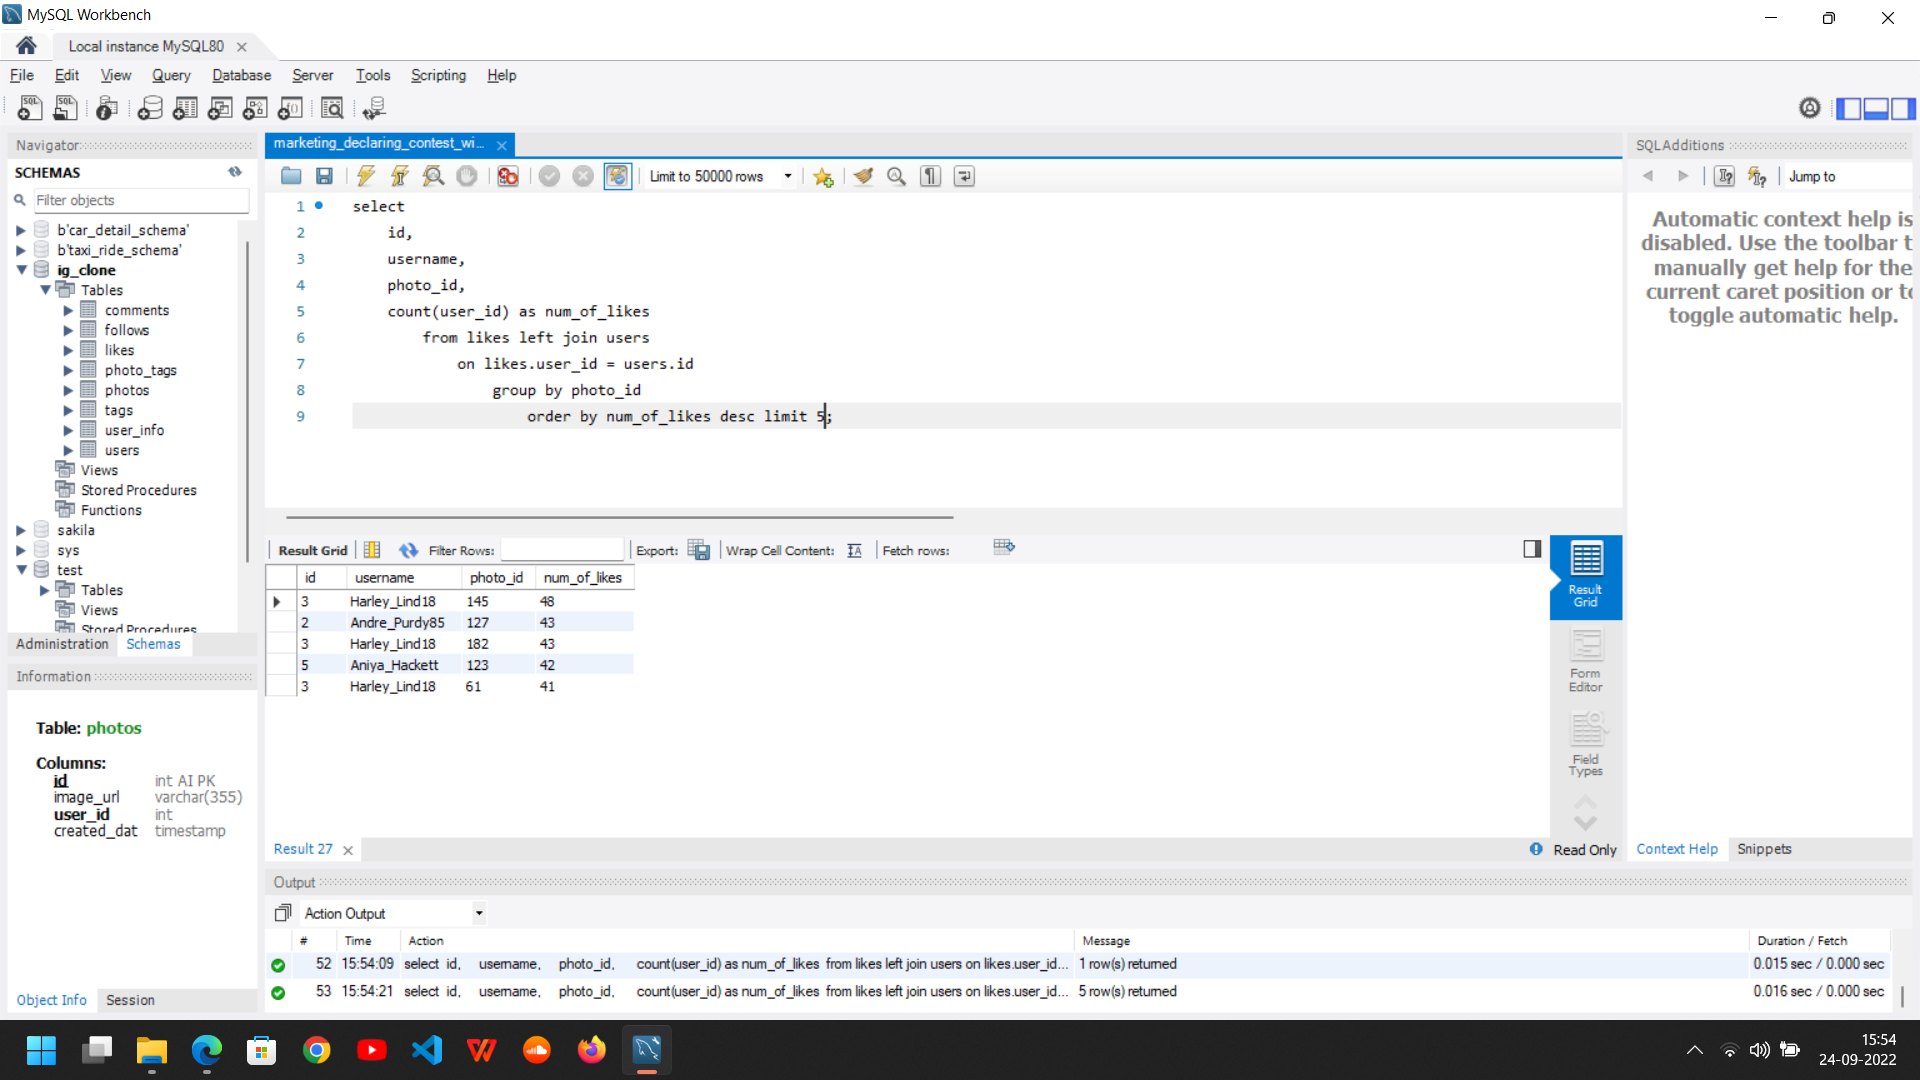 MySQL Workbench
Local instance MySQL80
File Edit View Query Database Server Tools Scripting Help
Navigator
SCHEMAS
Filter objects
b'car_detail_schema'
b'taxi_ride_schema'
ig_clone
Tables
comments
follows
likes
photo_tags
photos
tags
user_info
users
Views
Stored Procedures
Functions
sakila
sys
test
Tables
Views
Stored Procedures
Administration Schemas
Information
Table: photos
Columns:
id int AI PK
image_url varchar(355)
user_id int
created_dat timestamp
Object Info Session
marketing_declaring_contest_wi...
Limit to 50000 rows
1 select
2 id,
3 username,
4 photo_id,
5 count(user_id) as num_of_likes
6 from likes left join users
7 on likes.user_id = users.id
8 group by photo_id
9 order by num_of_likes desc limit 5;
Result Grid Filter Rows: Export: Wrap Cell Content: Fetch rows:
id username photo_id num_of_likes
3 Harley_Lind18 145 48
2 Andre_Purdy85 127 43
3 Harley_Lind18 182 43
5 Aniya_Hackett 123 42
3 Harley_Lind18 61 41
Result Grid
Form Editor
Field Types
Result 27
Read Only
SQLAdditions
Jump to
Automatic context help is
disabled. Use the toolbar t
manually get help for the
current caret position or to
toggle automatic help.
Context Help Snippets
Output
Action Output
# Time Action Message Duration / Fetch
52 15:54:09 select id, username, photo_id, count(user_id) as num_of_likes from likes left join users on likes.user_id... 1 row(s) returned 0.015 sec / 0.000 sec
53 15:54:21 select id, username, photo_id, count(user_id) as num_of_likes from likes left join users on likes.user_id... 5 row(s) returned 0.016 sec / 0.000 sec
15:54
24-09-2022